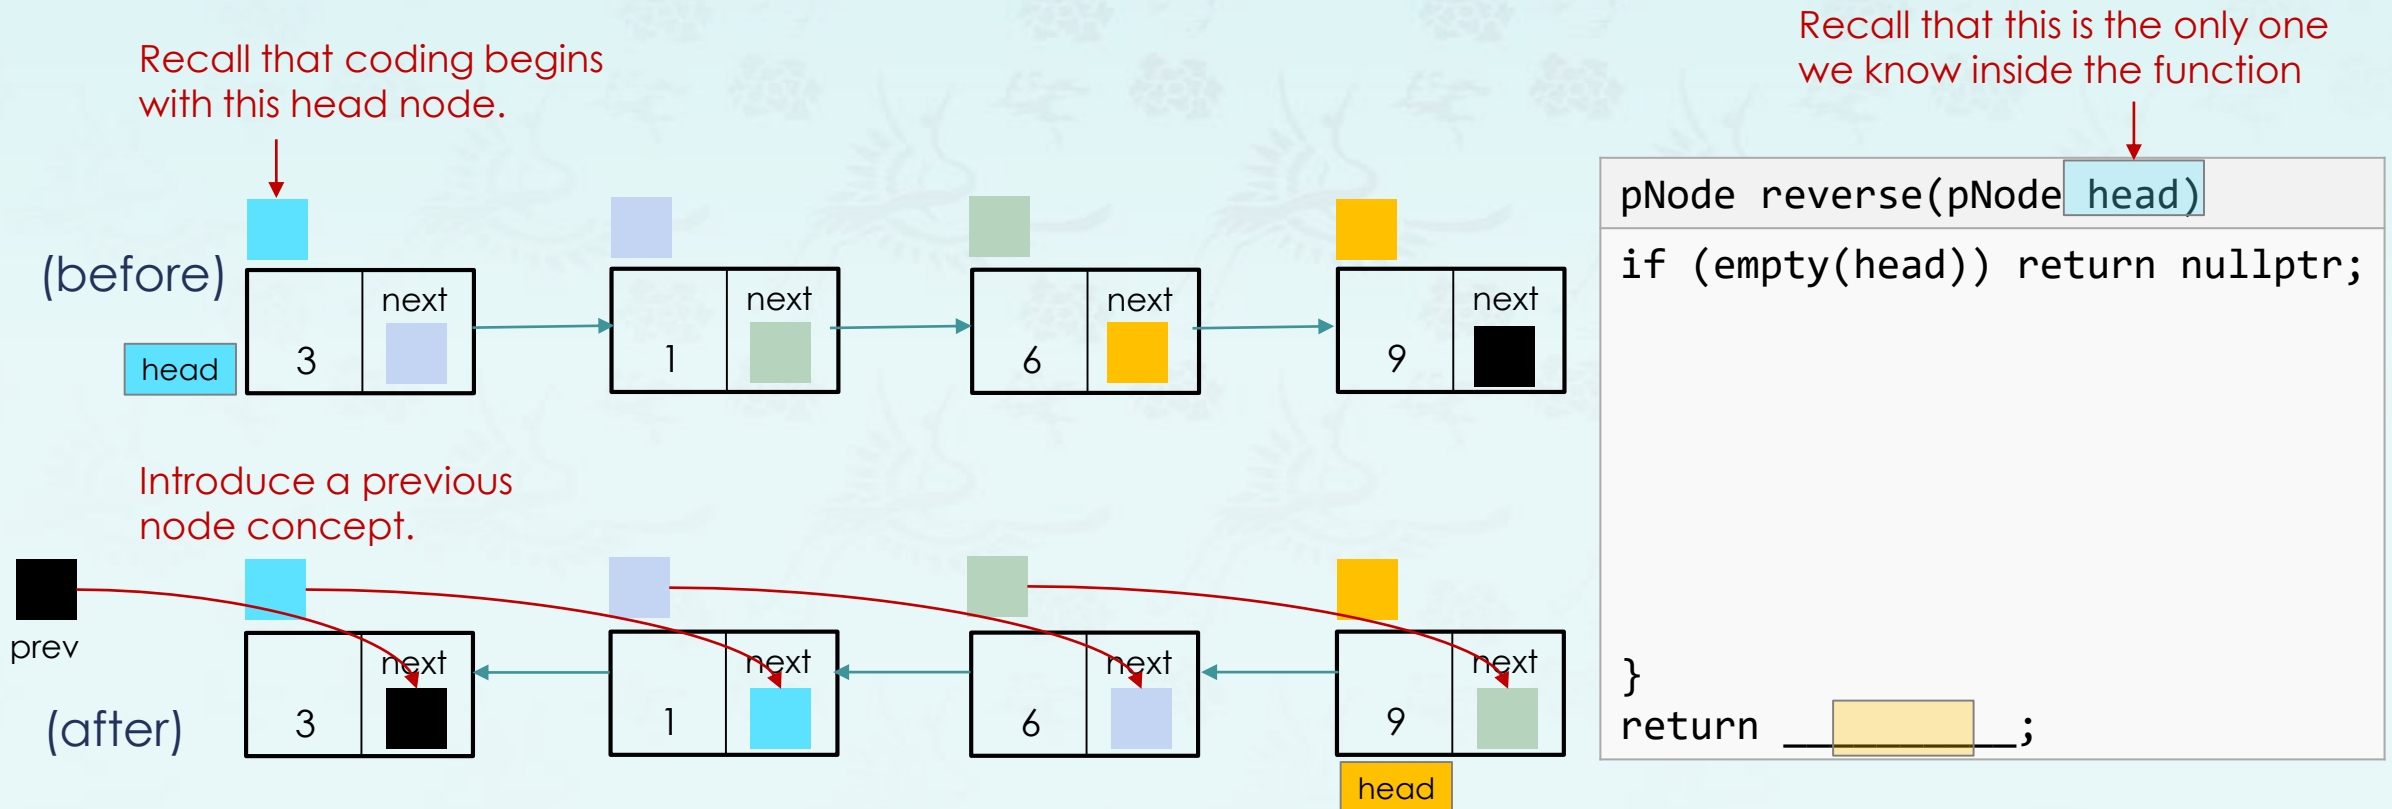 Recall that coding begins
with this head node.
Recall that this is the only one
we know inside the function
(before)
head
3
next
1
next
6
next
9
next
pNode reverse(pNode head)
if (empty(head)) return nullptr;
}
return __________;
Introduce a previous
node concept.
prev
(after)
3
next
1
next
6
next
9
next
head